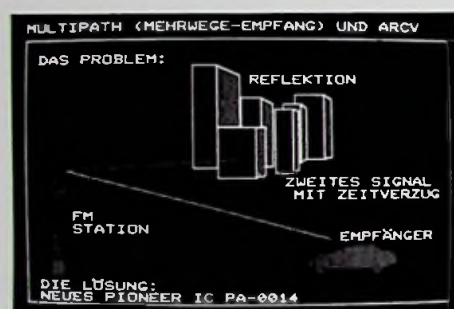 MULTIPATH (MEHRWEGE-EMPFANG) UND ARCV
DAS PROBLEM:
REFLEKTION
ZWEITES SIGNAL
MIT ZEITVERZUG
FM
STATION
EMPFÄNGER
DIE LÖSUNG:
NEUES PIONEER IC PA-0014